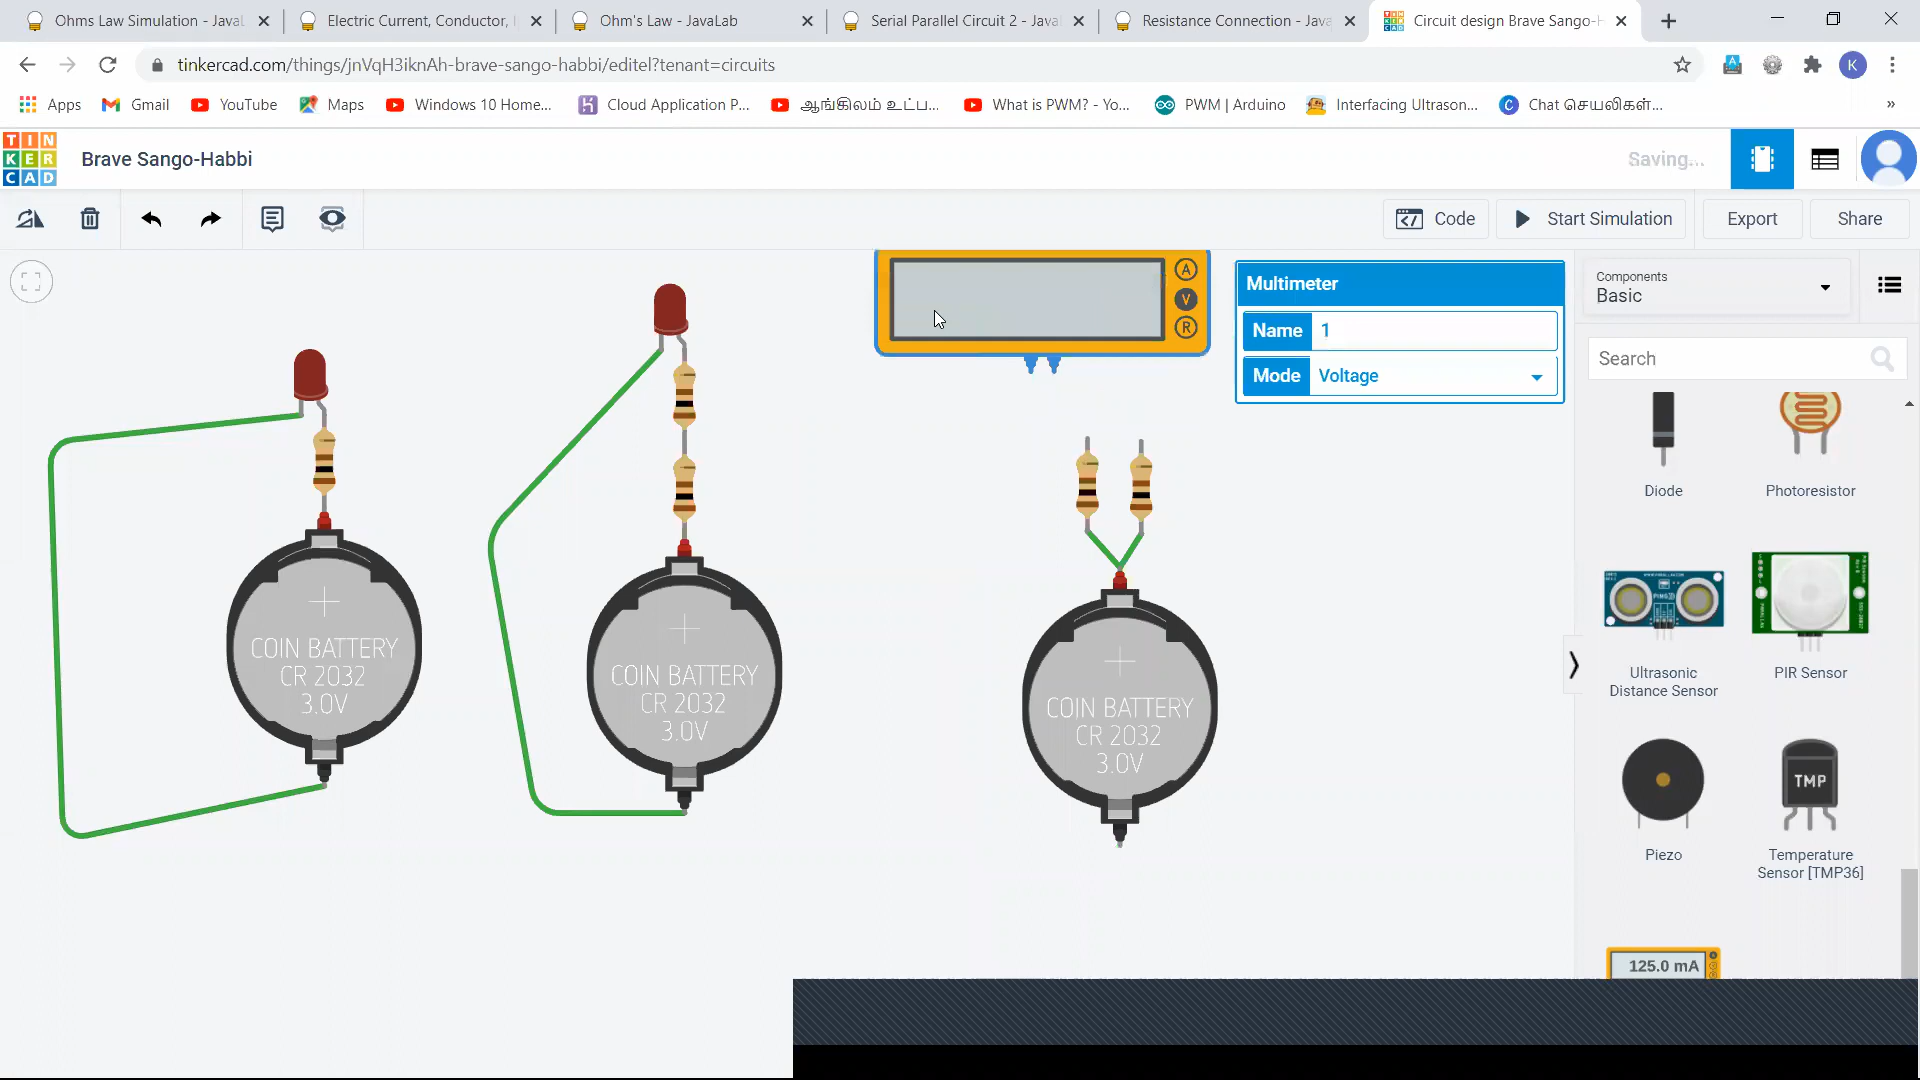 Ohms Law Simulation - JavaL
Electric Current, Conductor,
Ohm's Law - JavaLab
Serial Parallel Circuit 2 - Java
Resistance Connection - Java
Circuit design Brave Sango-H
tinkercad.com/things/jnVqH3iknAh-brave-sango-habbi/editel?tenant=circuits
K
Apps
Gmail
YouTube
Maps
Windows 10 Home...
Cloud Application P...
ஆங்கிலம் உட்ப...
What is PWM? - Yo...
PWM | Arduino
Interfacing Ultrason...
Chat செயலிகள்...
»
TIN
KER
CAD
Brave Sango-Habbi
Saving...
Code
Start Simulation
Export
Share
A
V
R
Multimeter
Name 1
Mode Voltage
Components
Basic
Search
Diode
Photoresistor
Ultrasonic
Distance Sensor
PIR Sensor
TMP
Piezo
Temperature
Sensor [TMP36]
125.0 mA
COIN BATTERY
CR 2032
3.0V
COIN BATTERY
CR 2032
3.0V
COIN BATTERY
CR 2032
3.0V